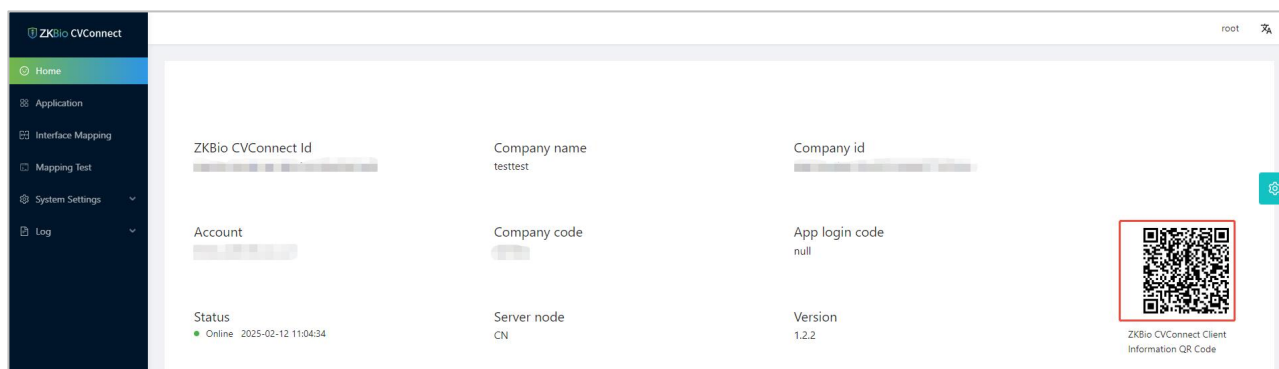 ZKBio CVConnect
root
Home
Application
Interface Mapping
Mapping Test
System Settings
Log
ZKBio CVConnect Id
Company name
Company id
testtest
Account
Company code
App login code
null
Status
Server node
Version
Online 2025-02-12 11:04:34
CN
1.2.2
ZKBio CVConnect Client
Information QR Code